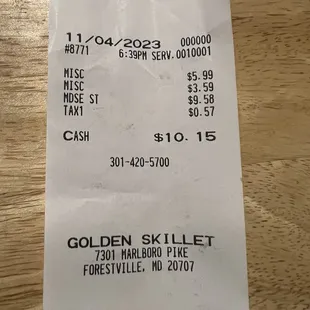 11/04/2023 000000
#8771 6:39PM SERV.0010001
MISC $5.99
MISC $3.59
MDSE ST $9.58
TAX1 $0.57
CASH $10.15
301-420-5700
GOLDEN SKILLET
7301 MARLBORO PIKE
FORESTVILLE, MD 20707